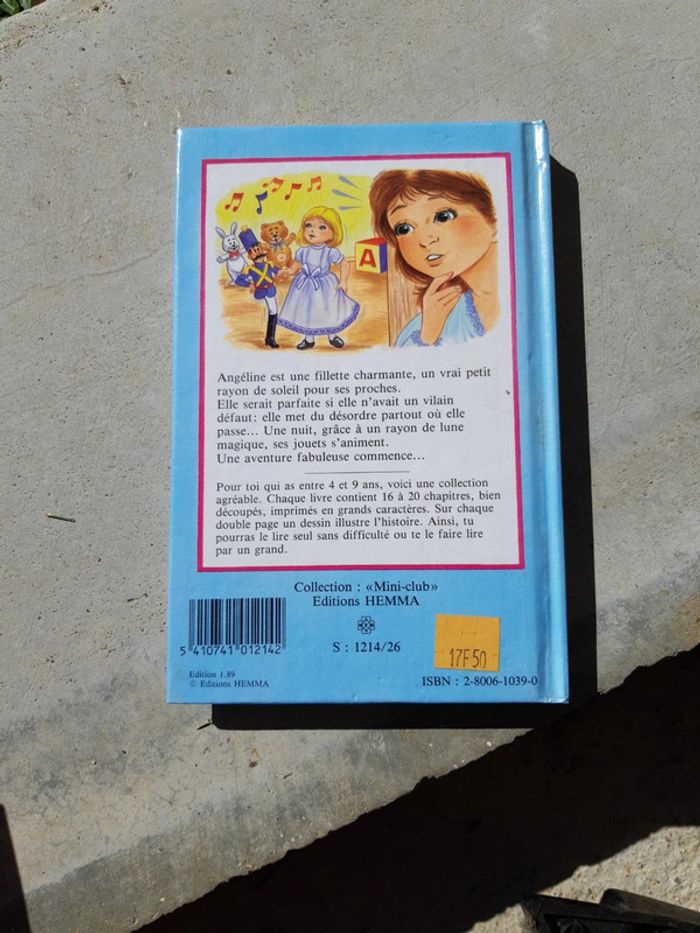 A
Angéline est une fillette charmante, un vrai petit
rayon de soleil pour ses proches.
Elle serait parfaite si elle n'avait un vilain
défaut: elle met du désordre partout où elle
passe... Une nuit, grâce à un rayon de lune
magique, ses jouets s'animent.
Une aventure fabuleuse commence...
Pour toi qui as entre 4 et 9 ans, voici une collection
agréable. Chaque livre contient 16 à 20 chapitres, bien
découpés, imprimés en grands caractères. Sur chaque
double page un dessin illustre l'histoire. Ainsi, tu
pourras le lire seul sans difficulté ou te le faire lire
par un grand.
Collection : «Mini-club»
Editions HEMMA
5 410741 012142
S : 1214/26
17F50
Edition 1.89
© Editions HEMMA
ISBN : 2-8006-1039-0